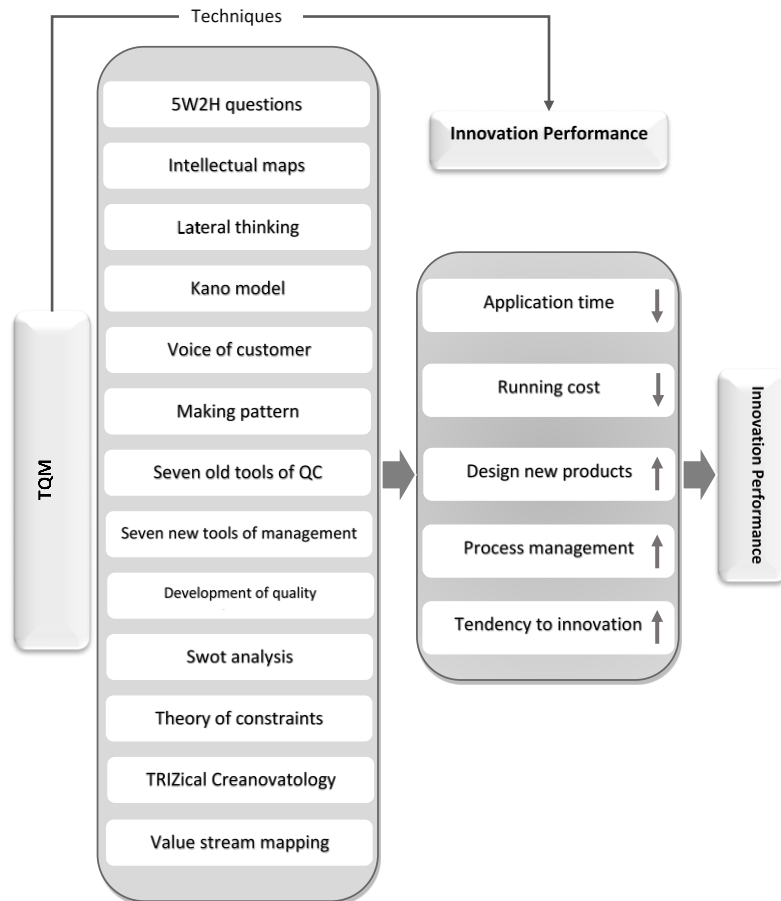 Techniques
5W2H questions
Intellectual maps
Lateral thinking
Kano model
Voice of customer
Making pattern
Seven old tools of QC
Seven new tools of management
Development of quality
Swot analysis
Theory of constraints
TRIZical Creanovatology
Value stream mapping
TQM
Innovation Performance
Application time
Running cost
Design new products
Process management
Tendency to innovation
Innovation Performance